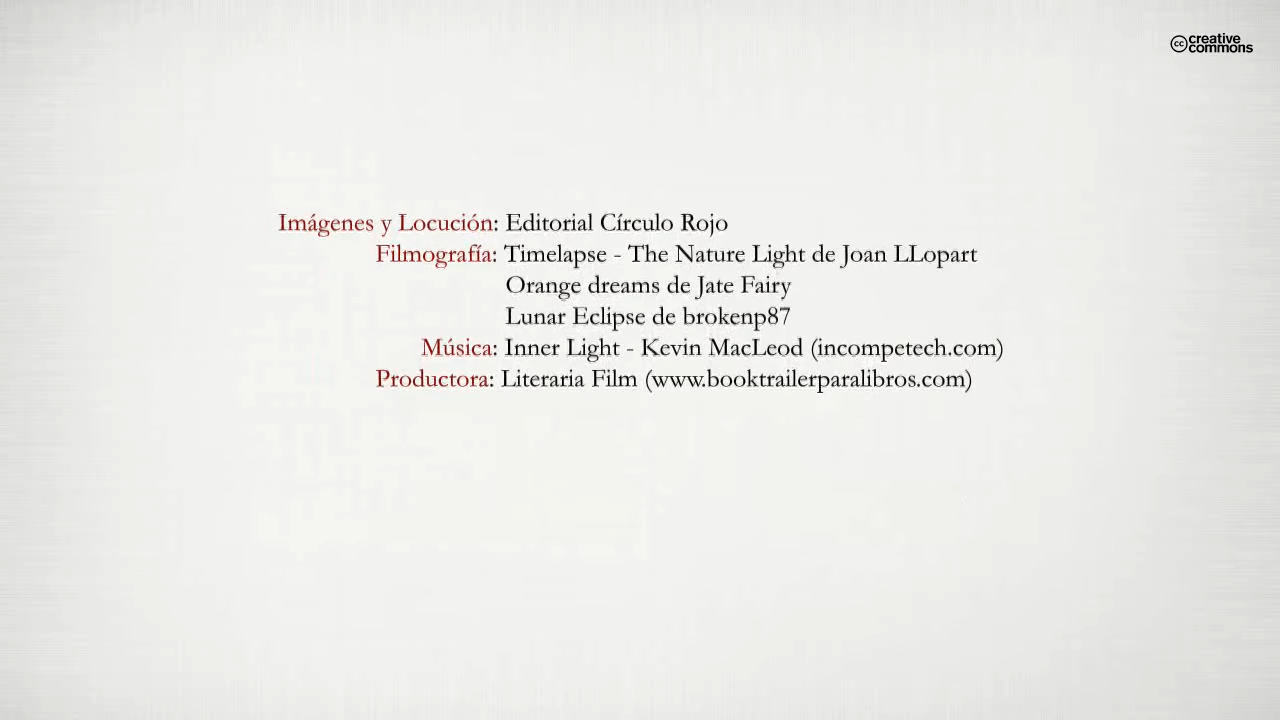 cc creative
commons
Imágenes y Locución: Editorial Círculo Rojo
Filmografía: Timelapse - The Nature Light de Joan LLopart
Orange dreams de Jate Fairy
Lunar Eclipse de brokenp87
Música: Inner Light - Kevin MacLeod (incompetech.com)
Productora: Literaria Film (www.booktrailerparalibros.com)